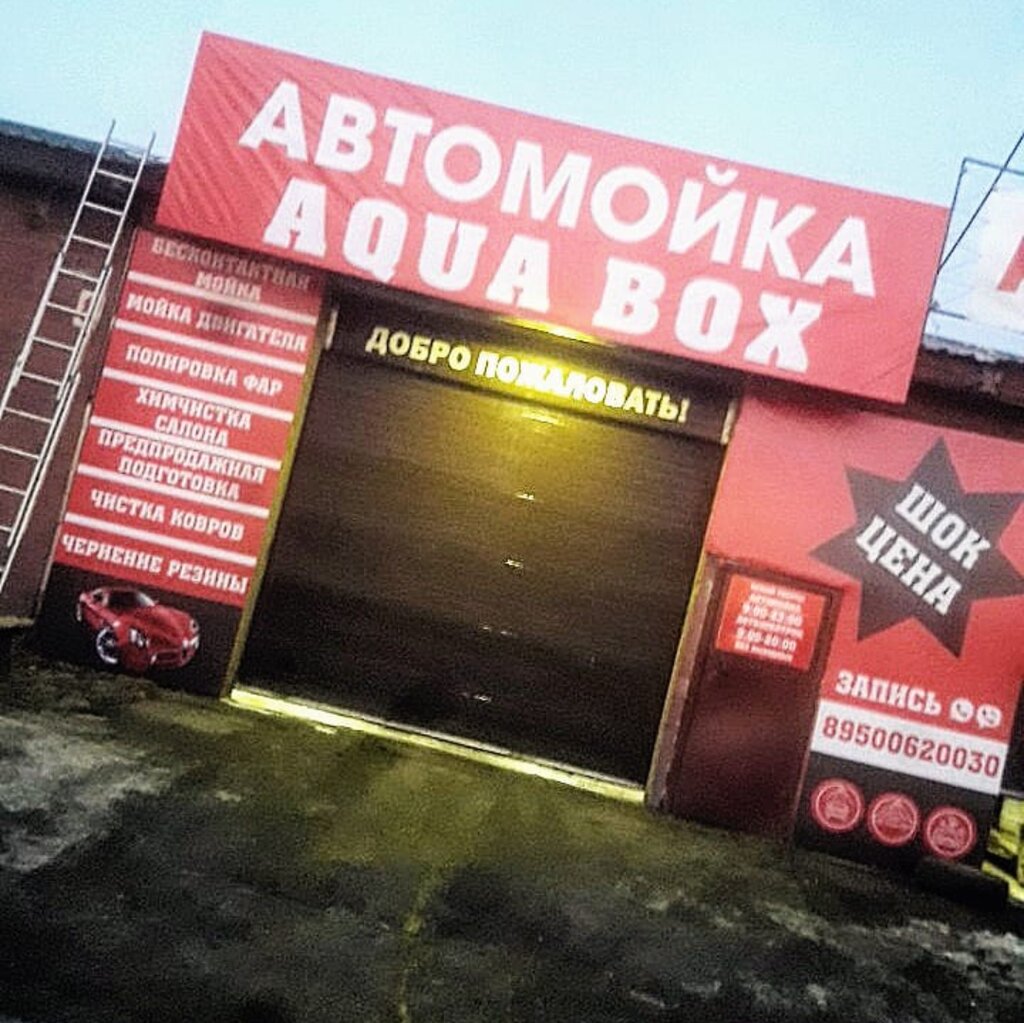 АВТОМОЙКА
AQUA BOX
ДОБРО ПОЖАЛОВАТЬ!
БЕСКОНТАКТНАЯ
МОЙКА
МОЙКА ДВИГАТЕЛЯ
ПОЛИРОВКА ФАР
ХИМЧИСТКА
САЛОНА
ПРЕДПРОДАЖНАЯ
ПОДГОТОВКА
ЧИСТКА КОВРОВ
ЧЕРНЕНИЕ РЕЗИНЫ
ШОК
ЦЕНА
ЗАПИСЬ
89500620030